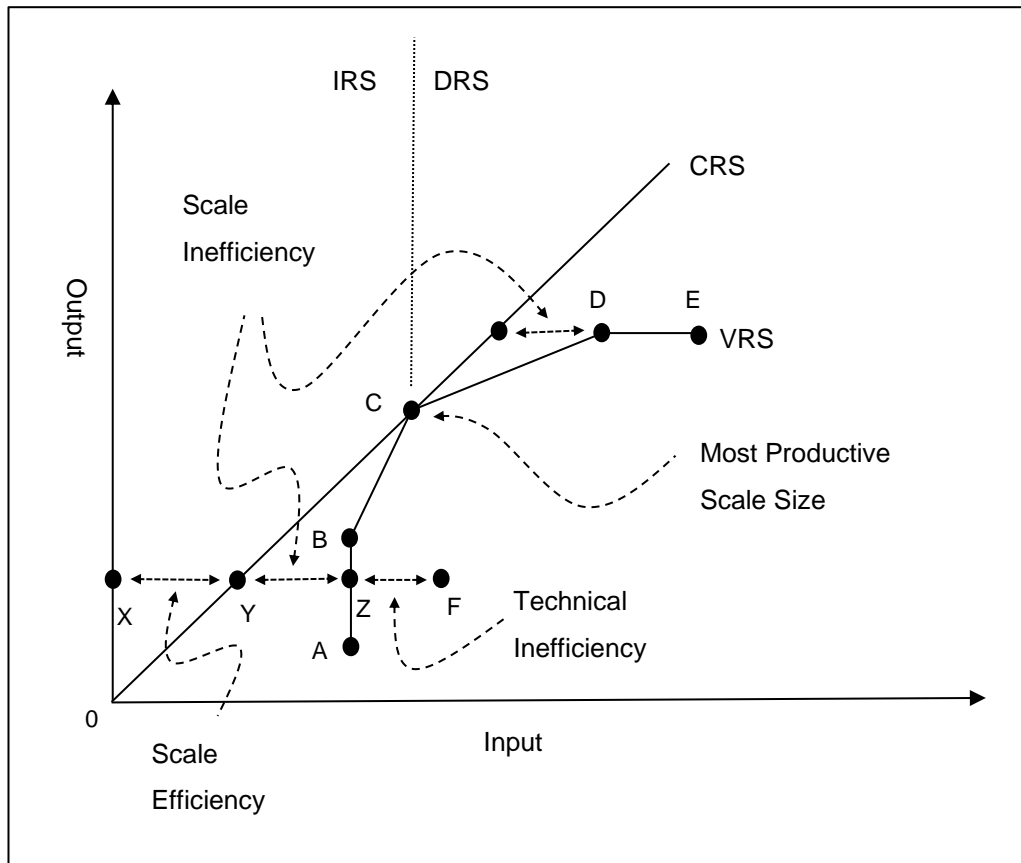 IRS
DRS
CRS
Scale
Inefficiency
Output
D
E
VRS
C
Most Productive
Scale Size
B
X
Y
Z
F
Technical
Inefficiency
A
0
Input
Scale
Efficiency